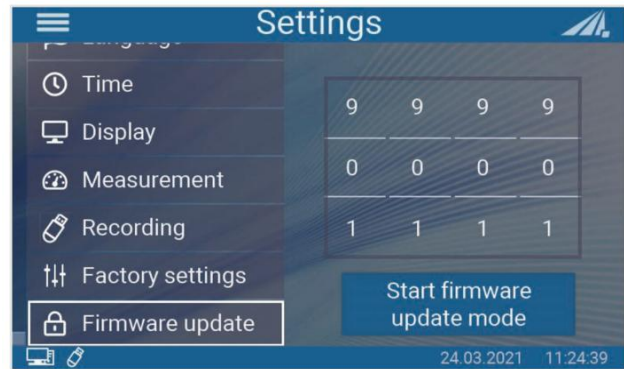 Settings
Language
Time
Display
Measurement
Recording
Factory settings
Firmware update
9 9 9 9
0 0 0 0
1 1 1 1
Start firmware
update mode
24.03.2021 11:24:39